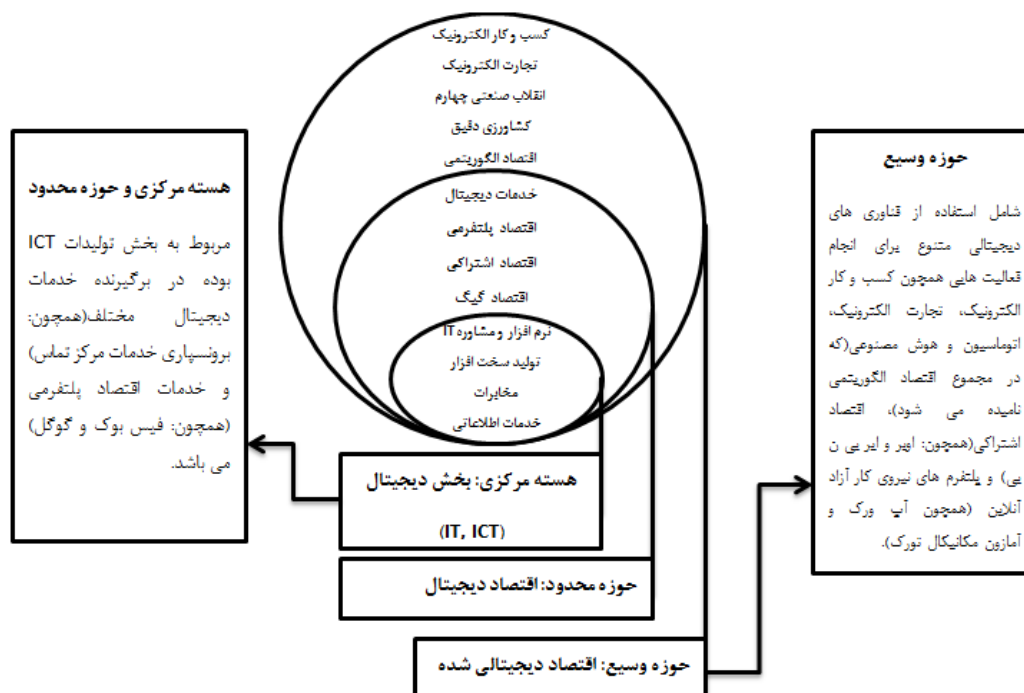 کسب و کار الکترونیک
تجارت الکترونیک
انقلاب صنعتی چهارم
کشاورزی دقیق
اقتصاد الگوریتمی
خدمات دیجیتال
اقتصاد پلتفرمی
اقتصاد اشتراکی
اقتصاد گیگ
نرم افزار و مشاوره IT
تولید سخت افزار
مخابرات
خدمات اطلاعاتی
حوزه وسیع
شامل استفاده از فناوری های
دیجیتالی متنوع برای انجام
فعالیت هایی همچون کسب و کار
الکترونیک، تجارت الکترونیک،
اتوماسیون و هوش مصنوعی(که
در مجموع اقتصاد الگوریتمی
نامیده می شود)، اقتصاد
اشتراکی(همچون: اوبر و ایر بی ن
بی) و پلتفرم های نیروی کار آزاد
آنلاین (همچون آپ ورک و
آمازون مکانیکال تورک).
هسته مرکزی و حوزه محدود
مربوط به بخش تولیدات ICT
بوده در برگیرنده خدمات
دیجیتال مختلف(همچون:
برونسپاری خدمات مرکز تماس)
و خدمات اقتصاد پلتفرمی
(همچون: فیس بوک و گوگل)
می باشد.
هسته مرکزی: بخش دیجیتال
(IT, ICT)
حوزه محدود: اقتصاد دیجیتال
حوزه وسیع: اقتصاد دیجیتالی شده